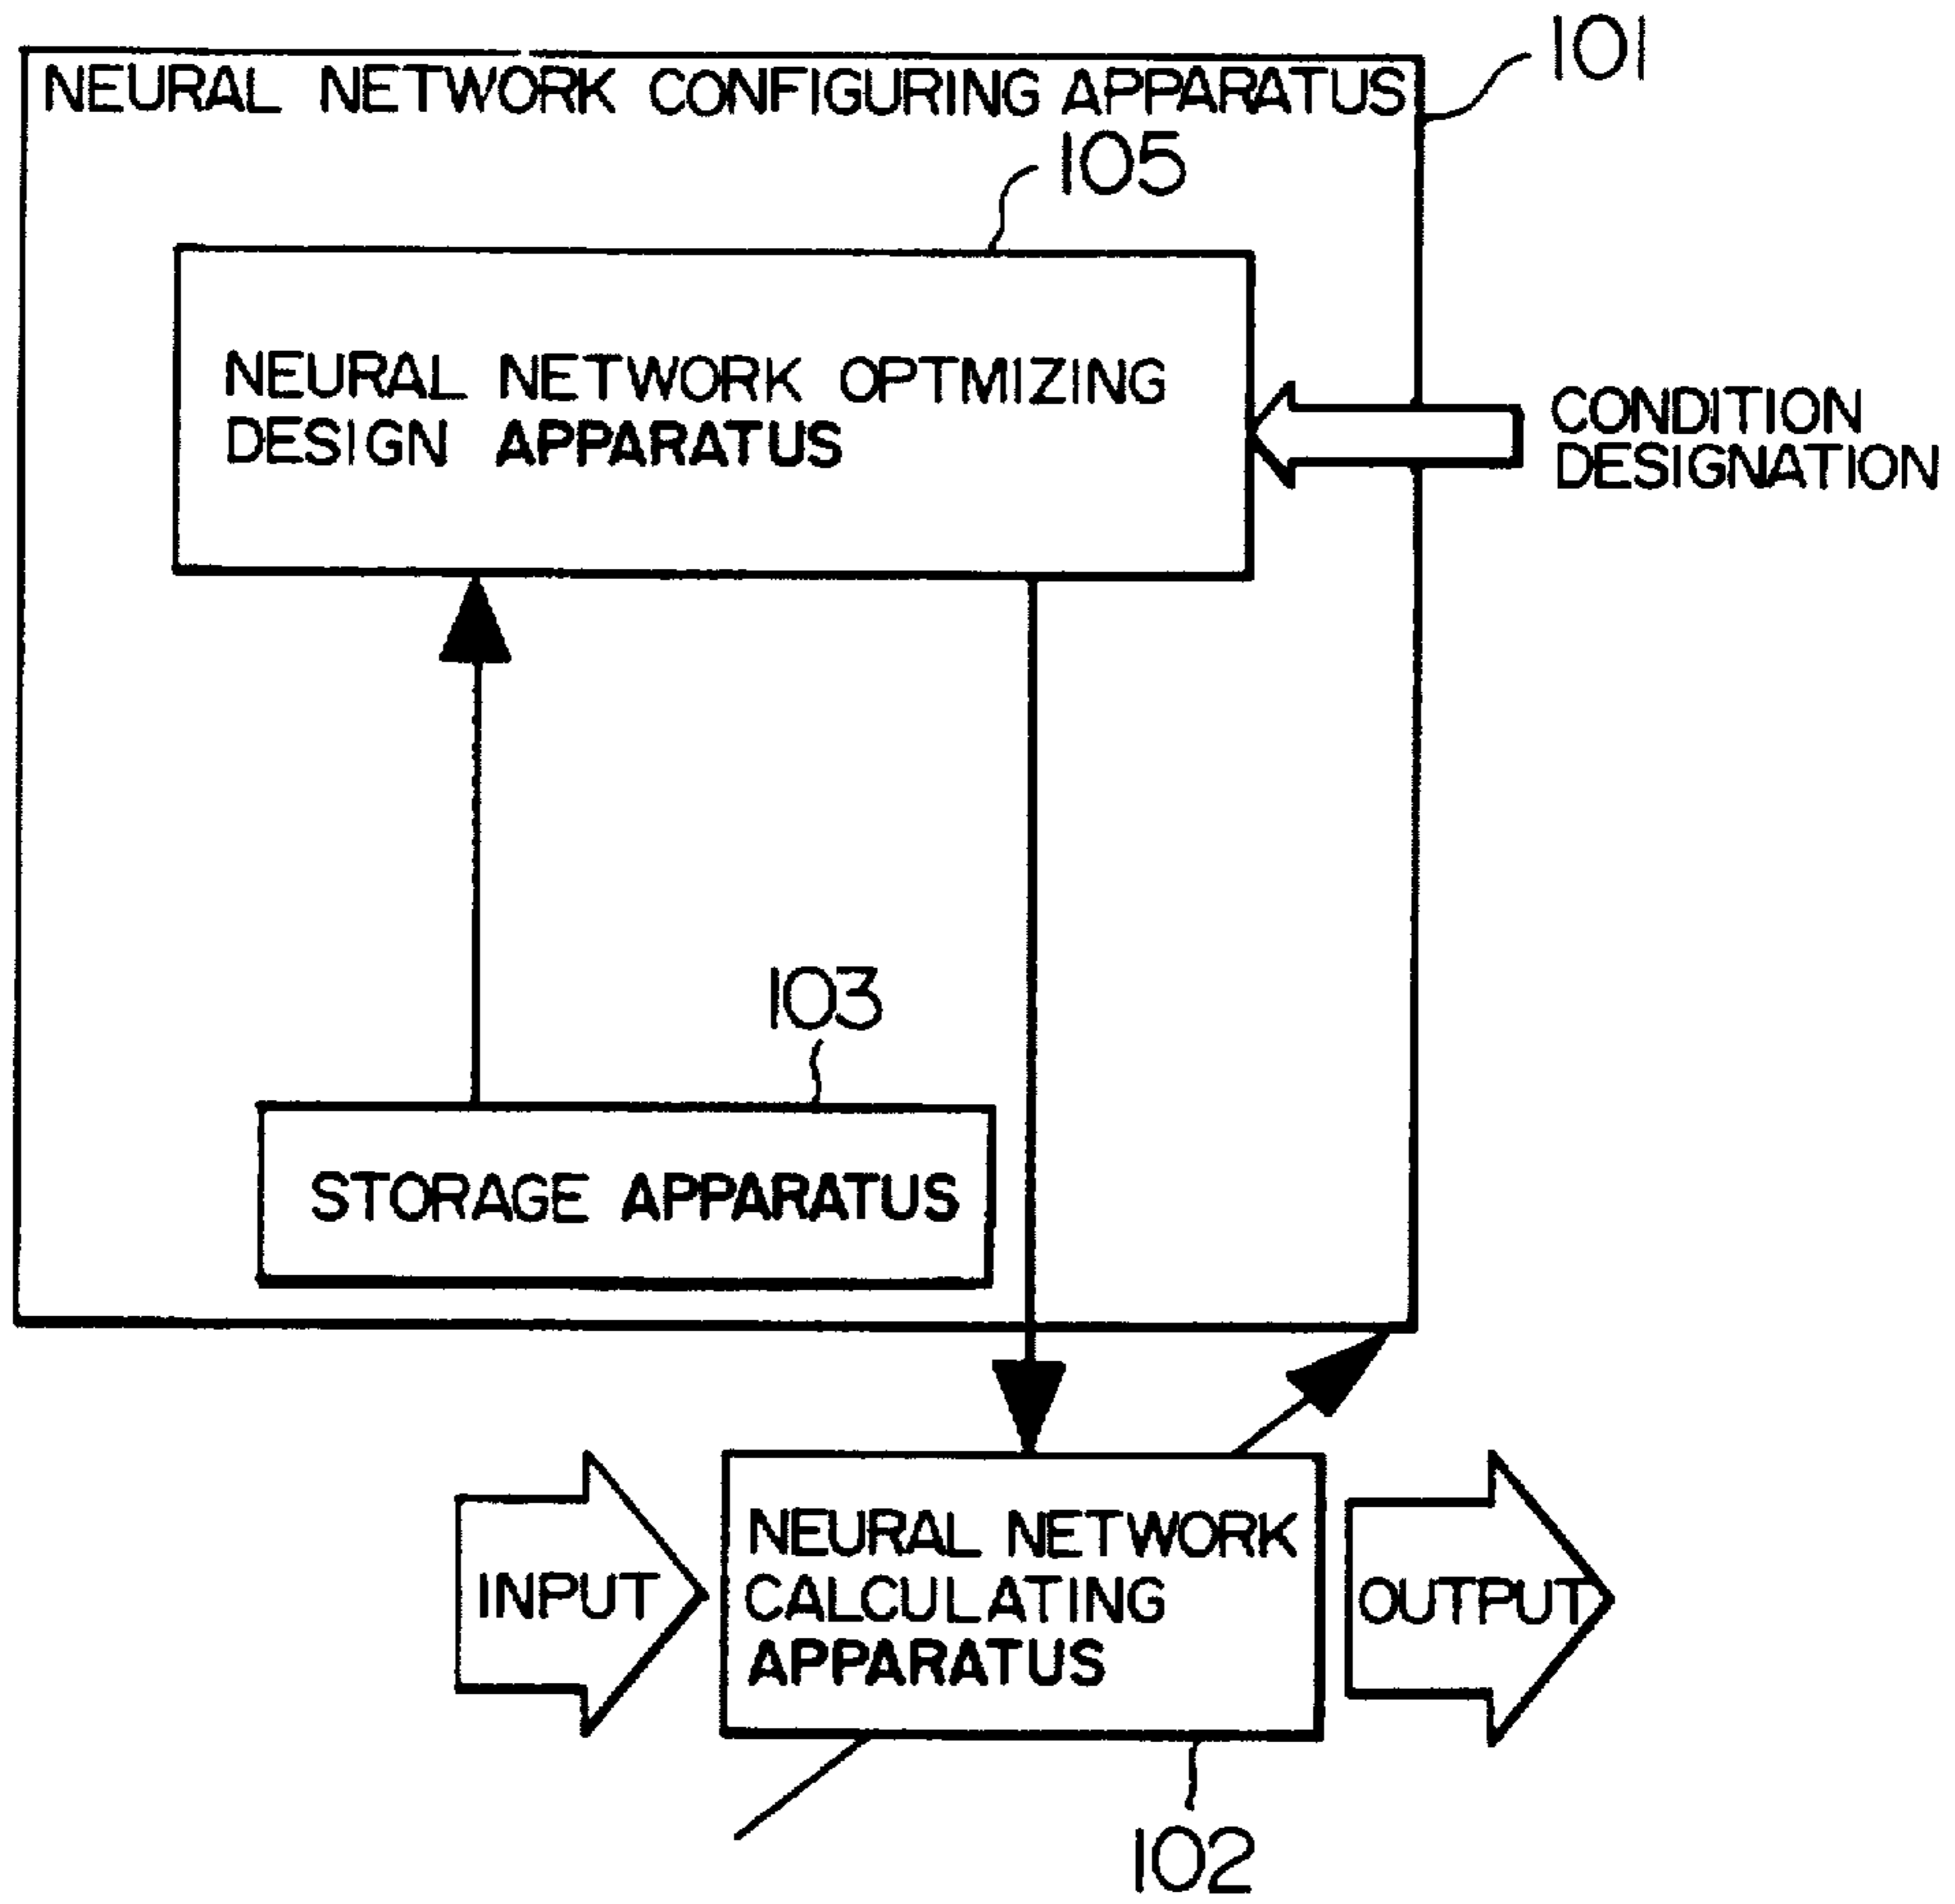 101
NEURAL NETWORK CONFIGURING APPARATUS
105
NEURAL NETWORK OPTMIZING
DESIGN APPARATUS
CONDITION
DESIGNATION
103
STORAGE APPARATUS
INPUT
NEURAL NETWORK
CALCULATING
APPARATUS
OUTPUT
102